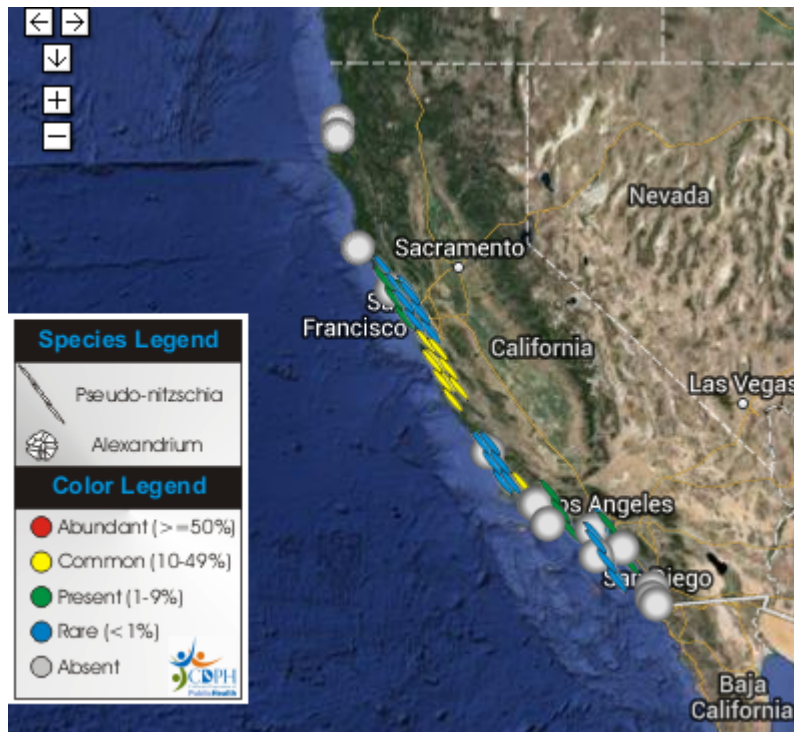 Nevada
Sacramento
San
Francisco
California
Las Vegas
Los Angeles
San Diego
Baja
California
Species Legend
Pseudo-nitzschia
Alexandrium
Color Legend
Abundant (>=50%)
Common (10-49%)
Present (1-9%)
Rare (<1%)
Absent
CDPH
PublicHealth